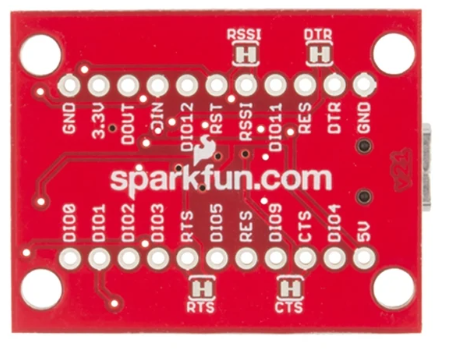 RSSI DTR
GND 3.3V DOUT DIN DIO12 RST RSSI DIO11 RES DTR GND
sparkfun.com
v22
DIO0 DIO1 DIO2 DIO3 RTS DIO5 RES DIO9 CTS DIO4 5V
RTS CTS